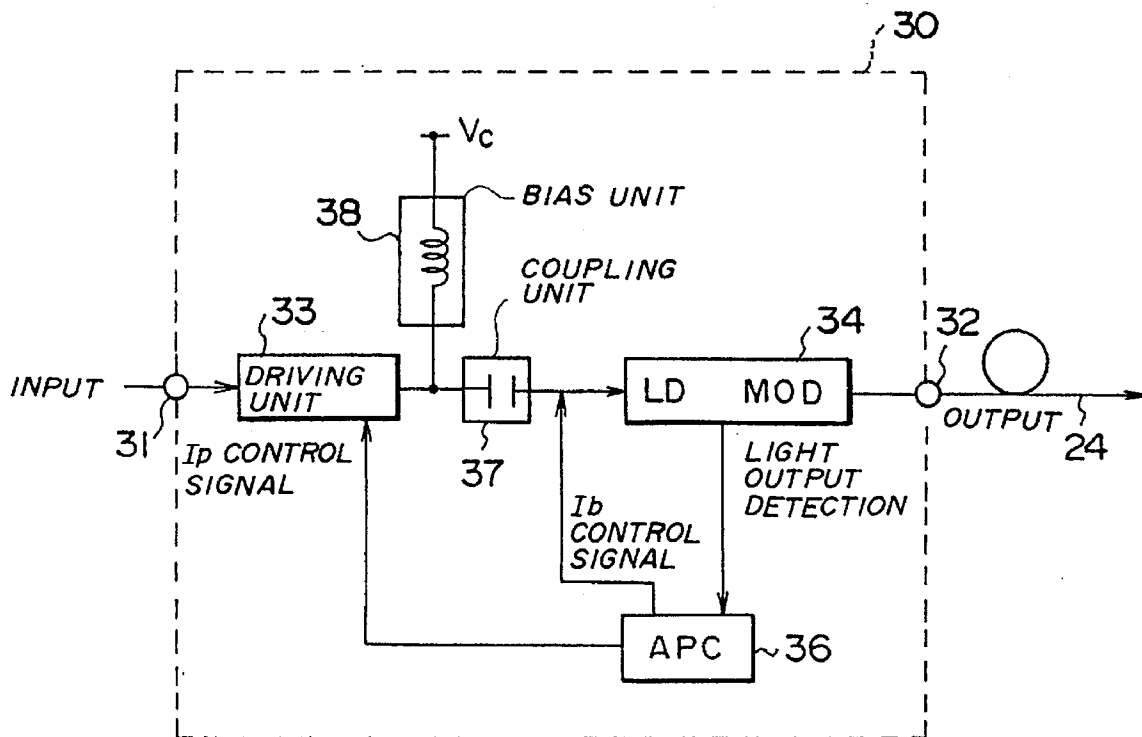 30
Vc
38
BIAS UNIT
COUPLING
UNIT
33
34
32
INPUT
DRIVING
UNIT
LD MOD
31
37
OUTPUT
24
Ip CONTROL
SIGNAL
LIGHT
OUTPUT
DETECTION
Ib
CONTROL
SIGNAL
APC
36